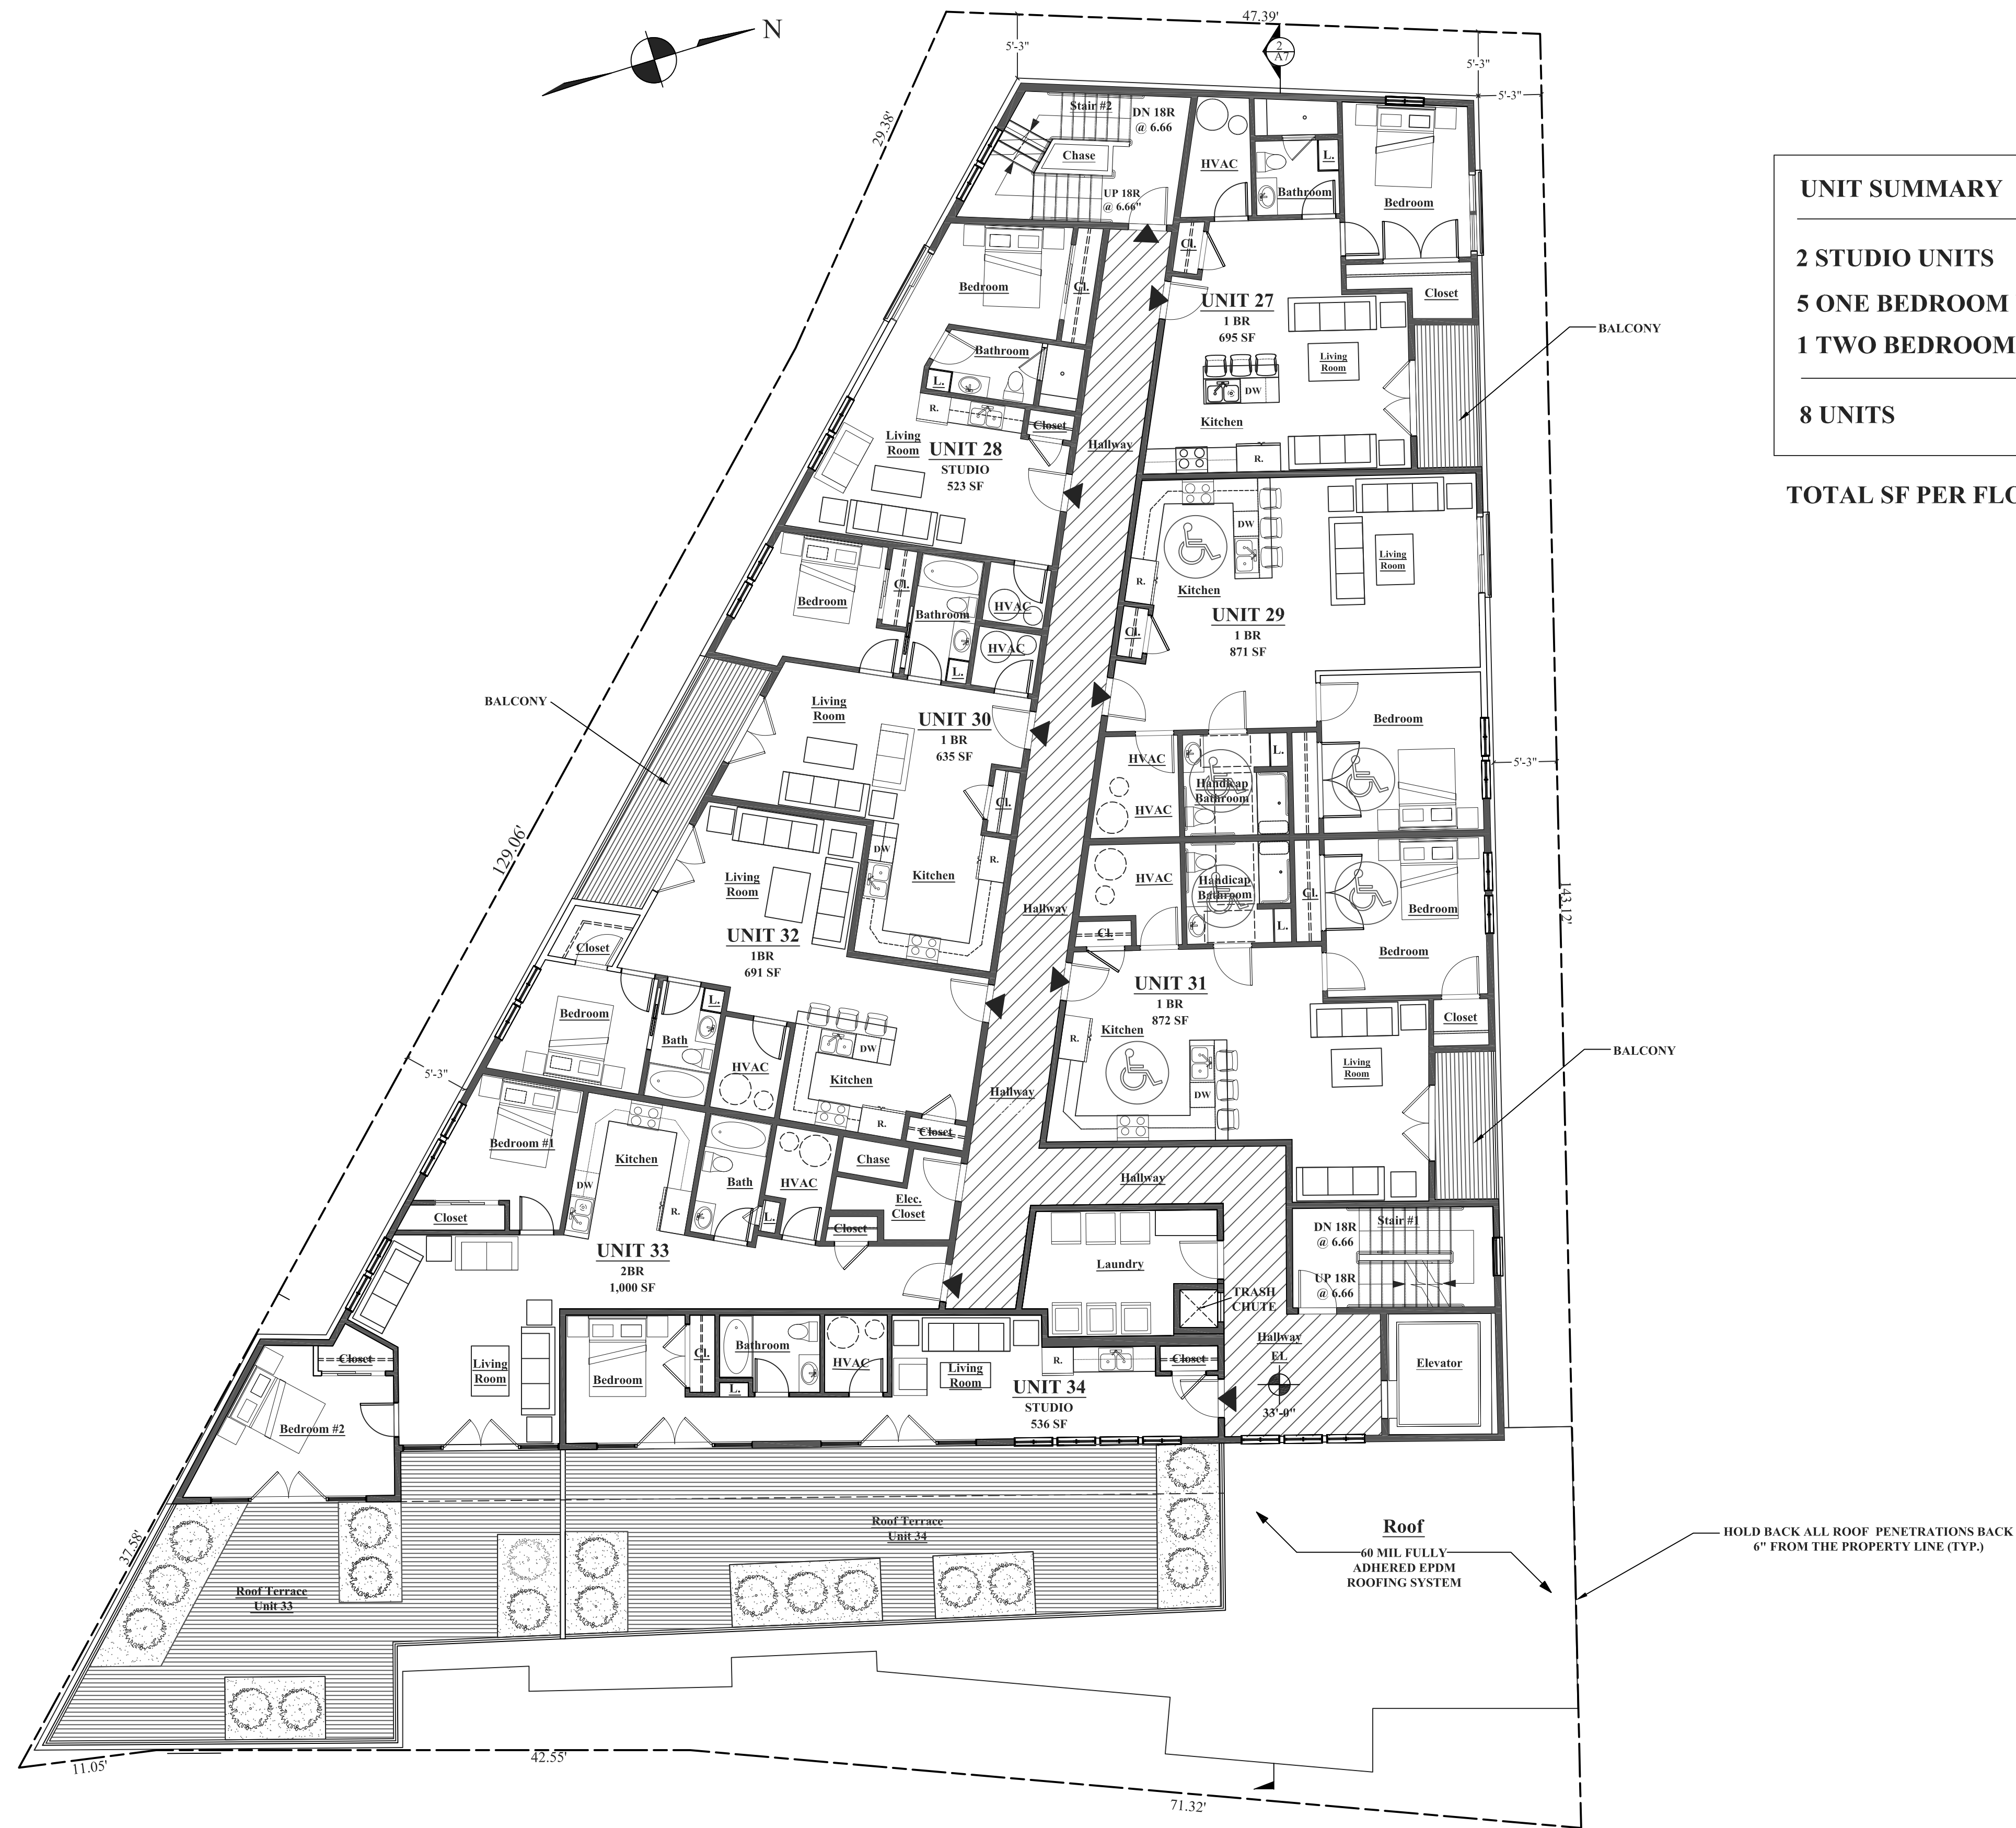 N
47.39'
5'-3"
2
A7
5'-3"
5'-3"
29.38'
Stair #2
DN 18R
@ 6.66
Chase
UP 18R
@ 6.66"
HVAC
L.
Bathroom
Bedroom
Cl.
Closet
UNIT 27
1 BR
695 SF
Living
Room
DW
Kitchen
R.
BALCONY
UNIT SUMMARY
2 STUDIO UNITS
5 ONE BEDROOM
1 TWO BEDROOM
8 UNITS
TOTAL SF PER FLO
Bedroom
Cl.
Bathroom
L.
R.
Closet
Living
Room
UNIT 28
STUDIO
523 SF
Hallway
DW
Kitchen
R.
Living
Room
UNIT 29
1 BR
871 SF
Cl.
Bedroom
HVAC
HVAC
Handicap
Bathroom
L.
5'-3"
Bedroom
Cl.
Bathroom
HVAC
HVAC
L.
BALCONY
Living
Room
UNIT 30
1 BR
635 SF
Cl.
DW
R.
Kitchen
129.06'
Living
Room
UNIT 32
1BR
691 SF
Closet
Bedroom
L.
Bath
HVAC
DW
Kitchen
R.
Closet
Hallway
Hallway
HVAC
Handicap
Bathroom
L.
Cl.
Cl.
Bedroom
Bedroom
143.12'
UNIT 31
1 BR
872 SF
R.
Kitchen
DW
Living
Room
Closet
BALCONY
5'-3"
Bedroom #1
Kitchen
DW
R.
Closet
Bath
L.
HVAC
Chase
Elec.
Closet
Closet
UNIT 33
2BR
1,000 SF
Hallway
Laundry
TRASH
CHUTE
DN 18R
@ 6.66
Stair #1
UP 18R
@ 6.66
Hallway
EL
33'-0"
Elevator
Closet
Bedroom #2
Living
Room
Bedroom
Cl.
L.
Bathroom
HVAC
Living
Room
R.
Closet
UNIT 34
STUDIO
536 SF
37.58'
Roof Terrace
Unit 33
Roof Terrace
Unit 34
Roof
60 MIL FULLY
ADHERED EPDM
ROOFING SYSTEM
HOLD BACK ALL ROOF PENETRATIONS BACK
6" FROM THE PROPERTY LINE (TYP.)
11.05'
42.55'
71.32'